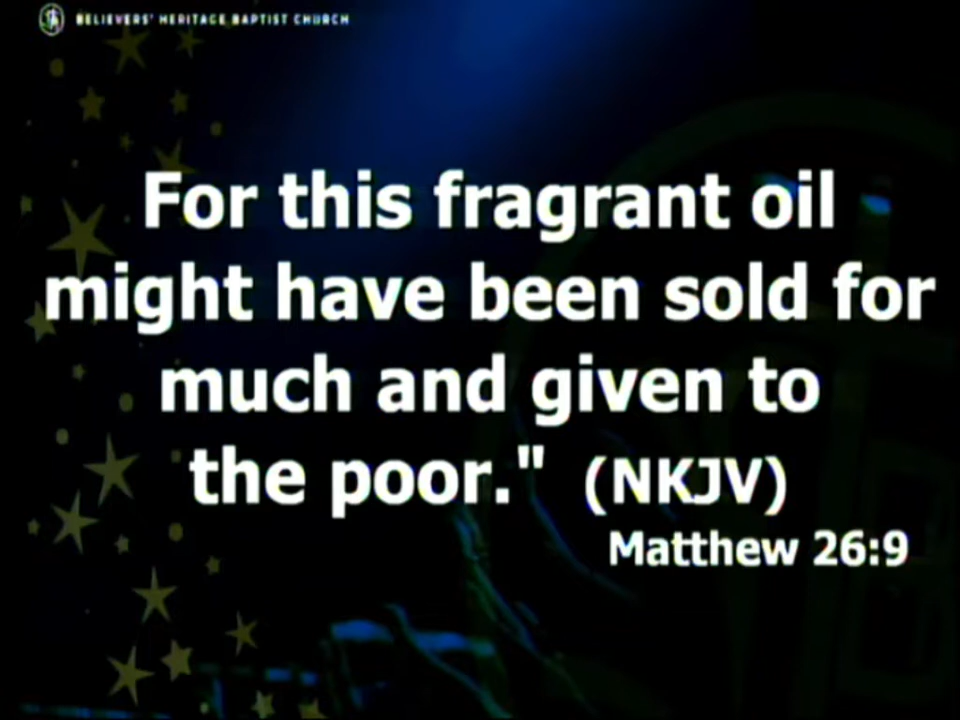 BELIEVERS' HERITAGE BAPTIST CHURCH
For this fragrant oil
might have been sold for
much and given to
the poor." (NKJV)
Matthew 26:9